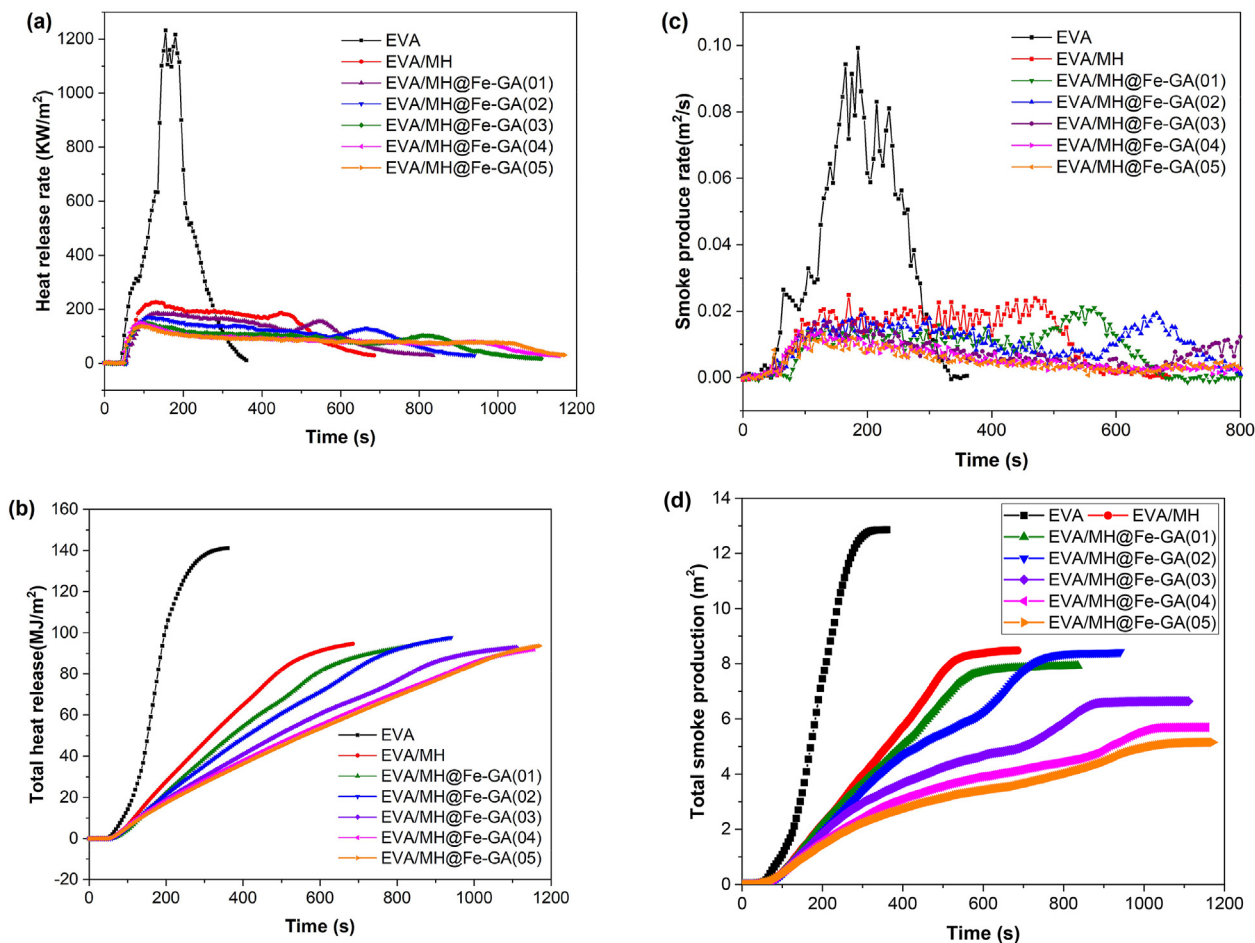 (a)
1200
1000
800
600
400
200
0
Heat release rate (KW/m²)
EVA
EVA/MH
EVA/MH@Fe-GA(01)
EVA/MH@Fe-GA(02)
EVA/MH@Fe-GA(03)
EVA/MH@Fe-GA(04)
EVA/MH@Fe-GA(05)
0 200 400 600 800 1000 1200
Time (s)
(c)
0.10
0.08
0.06
0.04
0.02
0.00
Smoke produce rate(m²/s)
EVA
EVA/MH
EVA/MH@Fe-GA(01)
EVA/MH@Fe-GA(02)
EVA/MH@Fe-GA(03)
EVA/MH@Fe-GA(04)
EVA/MH@Fe-GA(05)
0 200 400 600 800
Time (s)
(b)
160
140
120
100
80
60
40
20
0
-20
Total heat release(MJ/m²)
EVA
EVA/MH
EVA/MH@Fe-GA(01)
EVA/MH@Fe-GA(02)
EVA/MH@Fe-GA(03)
EVA/MH@Fe-GA(04)
EVA/MH@Fe-GA(05)
0 200 400 600 800 1000 1200
Time (s)
(d)
14
12
10
8
6
4
2
0
Total smoke production (m²)
EVA EVA/MH
EVA/MH@Fe-GA(01)
EVA/MH@Fe-GA(02)
EVA/MH@Fe-GA(03)
EVA/MH@Fe-GA(04)
EVA/MH@Fe-GA(05)
0 200 400 600 800 1000 1200
Time (s)